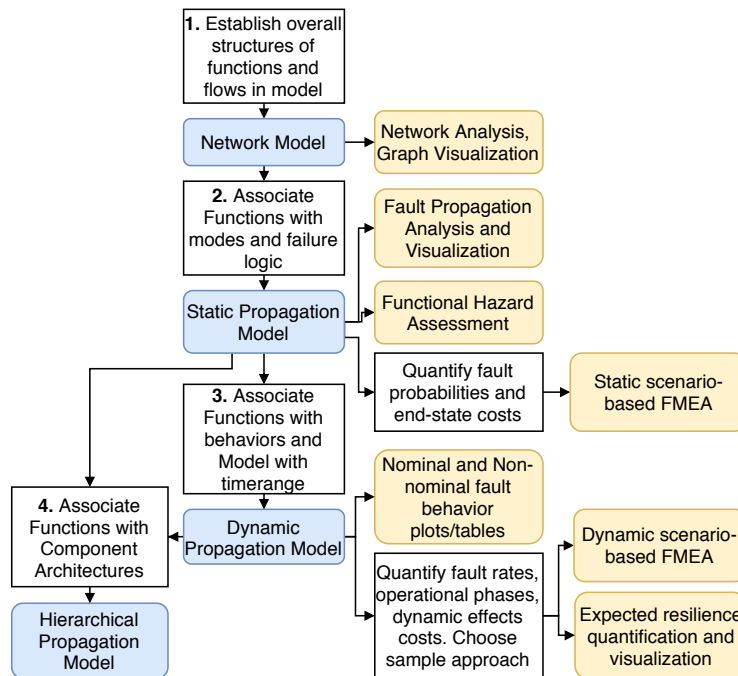 1. Establish overall
structures of
functions and
flows in model
Network Model
Network Analysis,
Graph Visualization
2. Associate
Functions with
modes and failure
logic
Fault Propagation
Analysis and
Visualization
Static Propagation
Model
Functional Hazard
Assessment
Quantify fault
probabilities and
end-state costs
Static scenario-
based FMEA
3. Associate
Functions with
behaviors and
Model with
timerange
Nominal and Non-
nominal fault
behavior
plots/tables
4. Associate
Functions with
Component
Architectures
Dynamic
Propagation Model
Dynamic scenario-
based FMEA
Quantify fault rates,
operational phases,
dynamic effects
costs. Choose
sample approach
Hierarchical
Propagation
Model
Expected resilience
quantification and
visualization